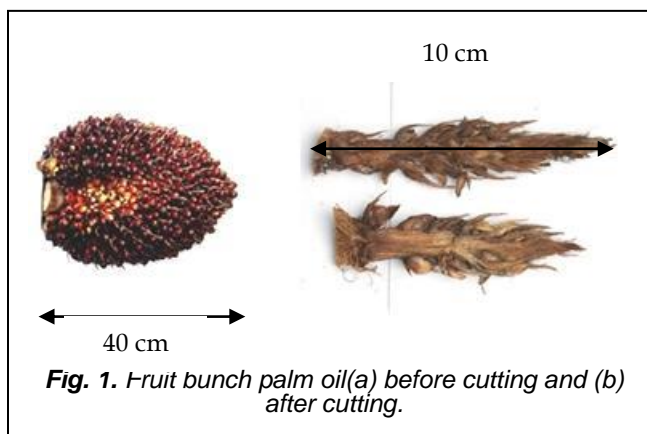 10 cm
40 cm
Fig. 1. Fruit bunch palm oil(a) before cutting and (b)
after cutting.